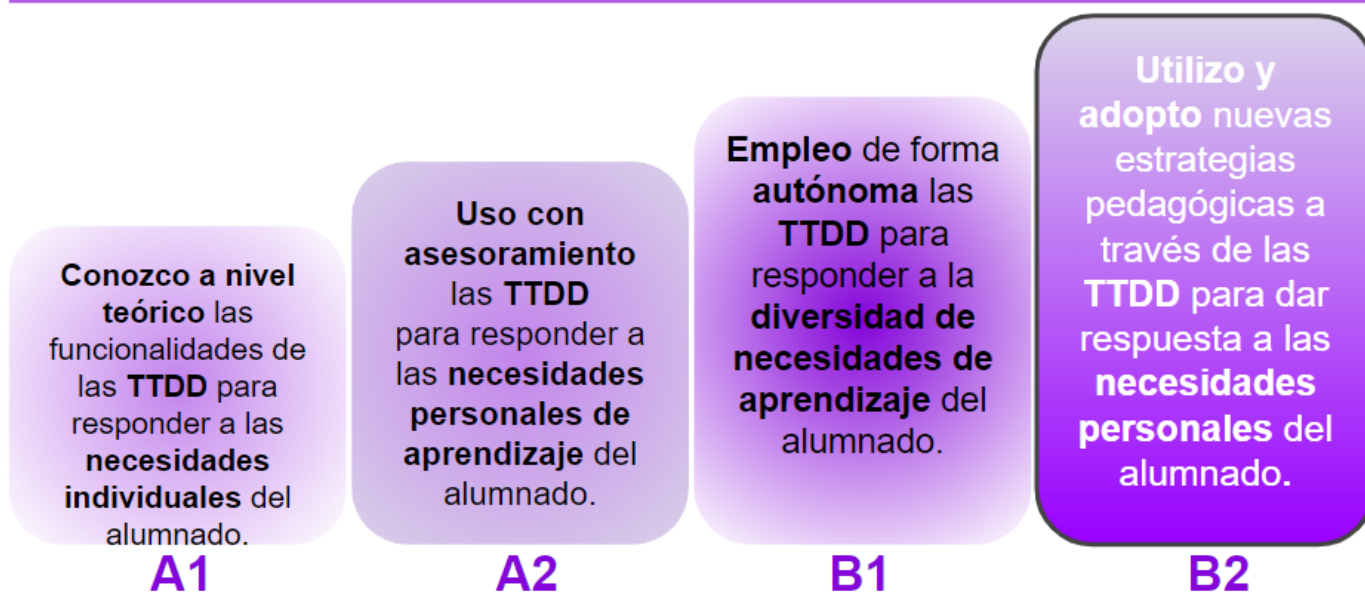 Conozco a nivel
teórico las
funcionalidades de
las TTDD para
responder a las
necesidades
individuales del
alumnado.
A1
Uso con
asesoramiento
las TTDD
para responder a
las necesidades
personales de
aprendizaje del
alumnado.
A2
Empleo de forma
autónoma las
TTDD para
responder a la
diversidad de
necesidades de
aprendizaje del
alumnado.
B1
Utilizo y
adopto nuevas
estrategias
pedagógicas a
través de las
TTDD para dar
respuesta a las
necesidades
personales del
alumnado.
B2